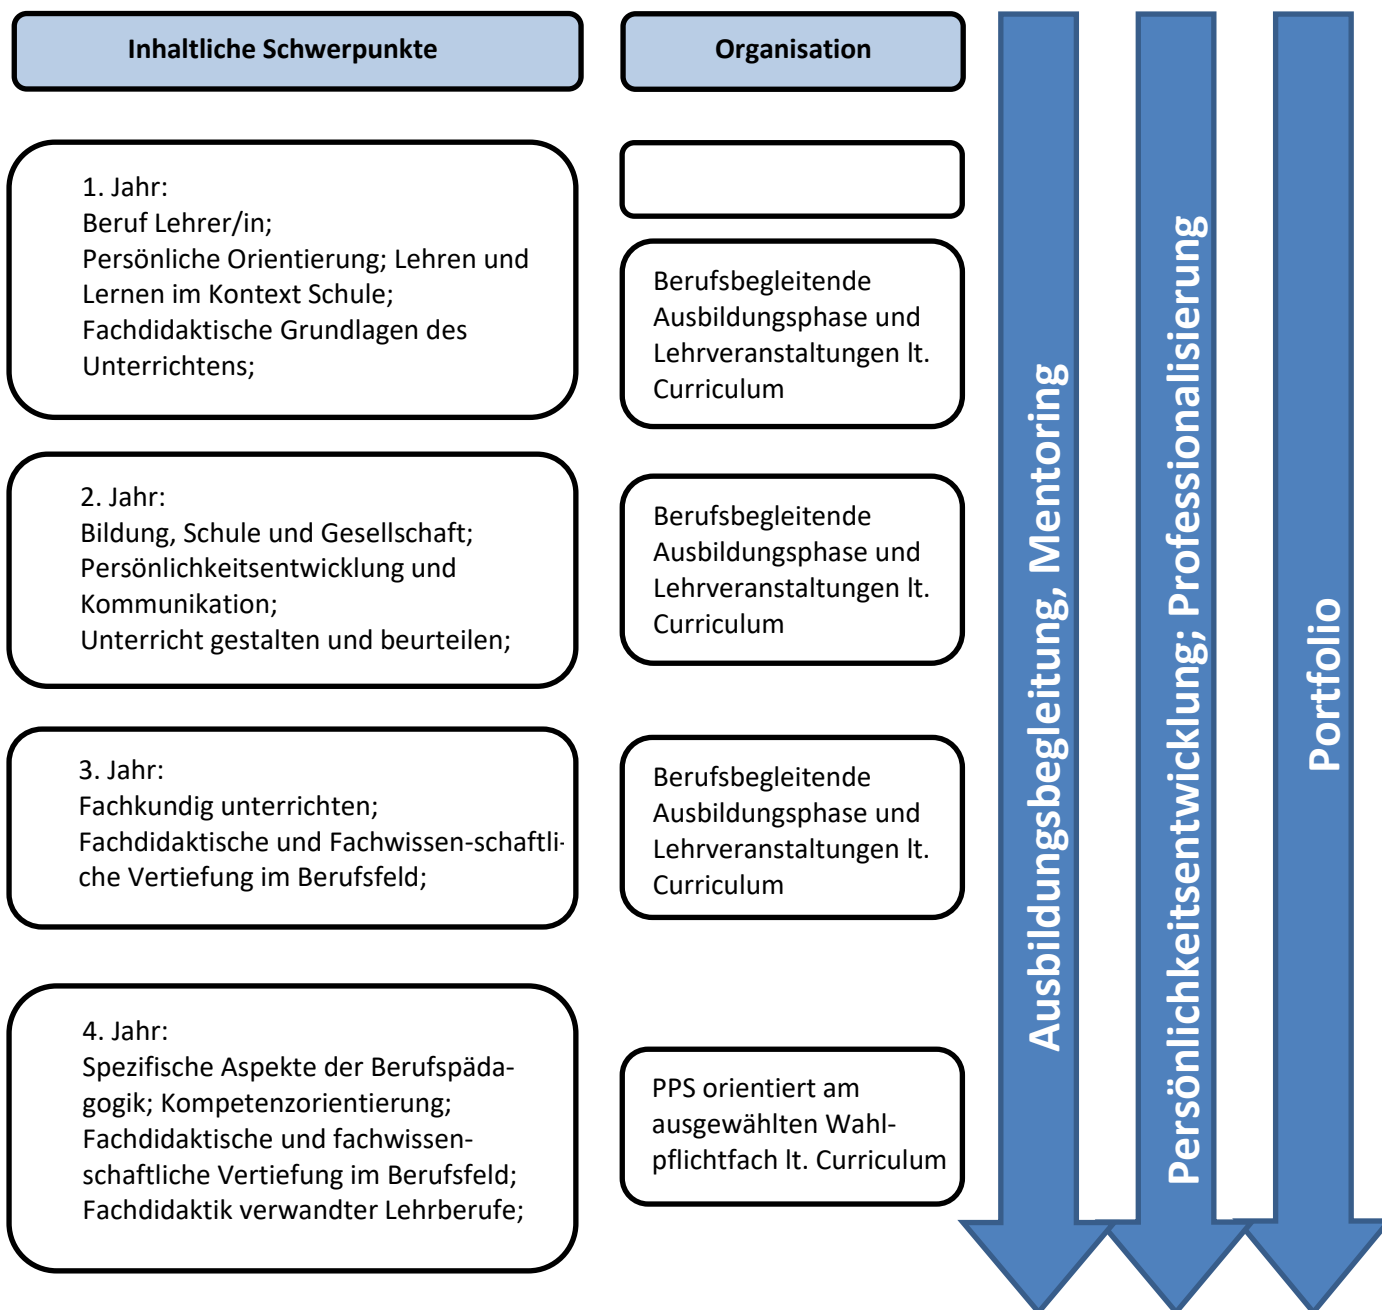 Inhaltliche Schwerpunkte
Organisation
1. Jahr:
Beruf Lehrer/in;
Persönliche Orientierung; Lehren und
Lernen im Kontext Schule;
Fachdidaktische Grundlagen des
Unterrichtens;
Berufsbegleitende
Ausbildungsphase und
Lehrveranstaltungen lt.
Curriculum
2. Jahr:
Bildung, Schule und Gesellschaft;
Persönlichkeitsentwicklung und
Kommunikation;
Unterricht gestalten und beurteilen;
Berufsbegleitende
Ausbildungsphase und
Lehrveranstaltungen lt.
Curriculum
3. Jahr:
Fachkundig unterrichten;
Fachdidaktische und Fachwissen-schaftli-
che Vertiefung im Berufsfeld;
Berufsbegleitende
Ausbildungsphase und
Lehrveranstaltungen lt.
Curriculum
4. Jahr:
Spezifische Aspekte der Berufspäda-
gogik; Kompetenzorientierung;
Fachdidaktische und fachwissen-
schaftliche Vertiefung im Berufsfeld;
Fachdidaktik verwandter Lehrberufe;
PPS orientiert am
ausgewählten Wahl-
pflichtfach lt. Curriculum
Ausbildungsbegleitung, Mentoring
Persönlichkeitsentwicklung; Professionalisierung
Portfolio